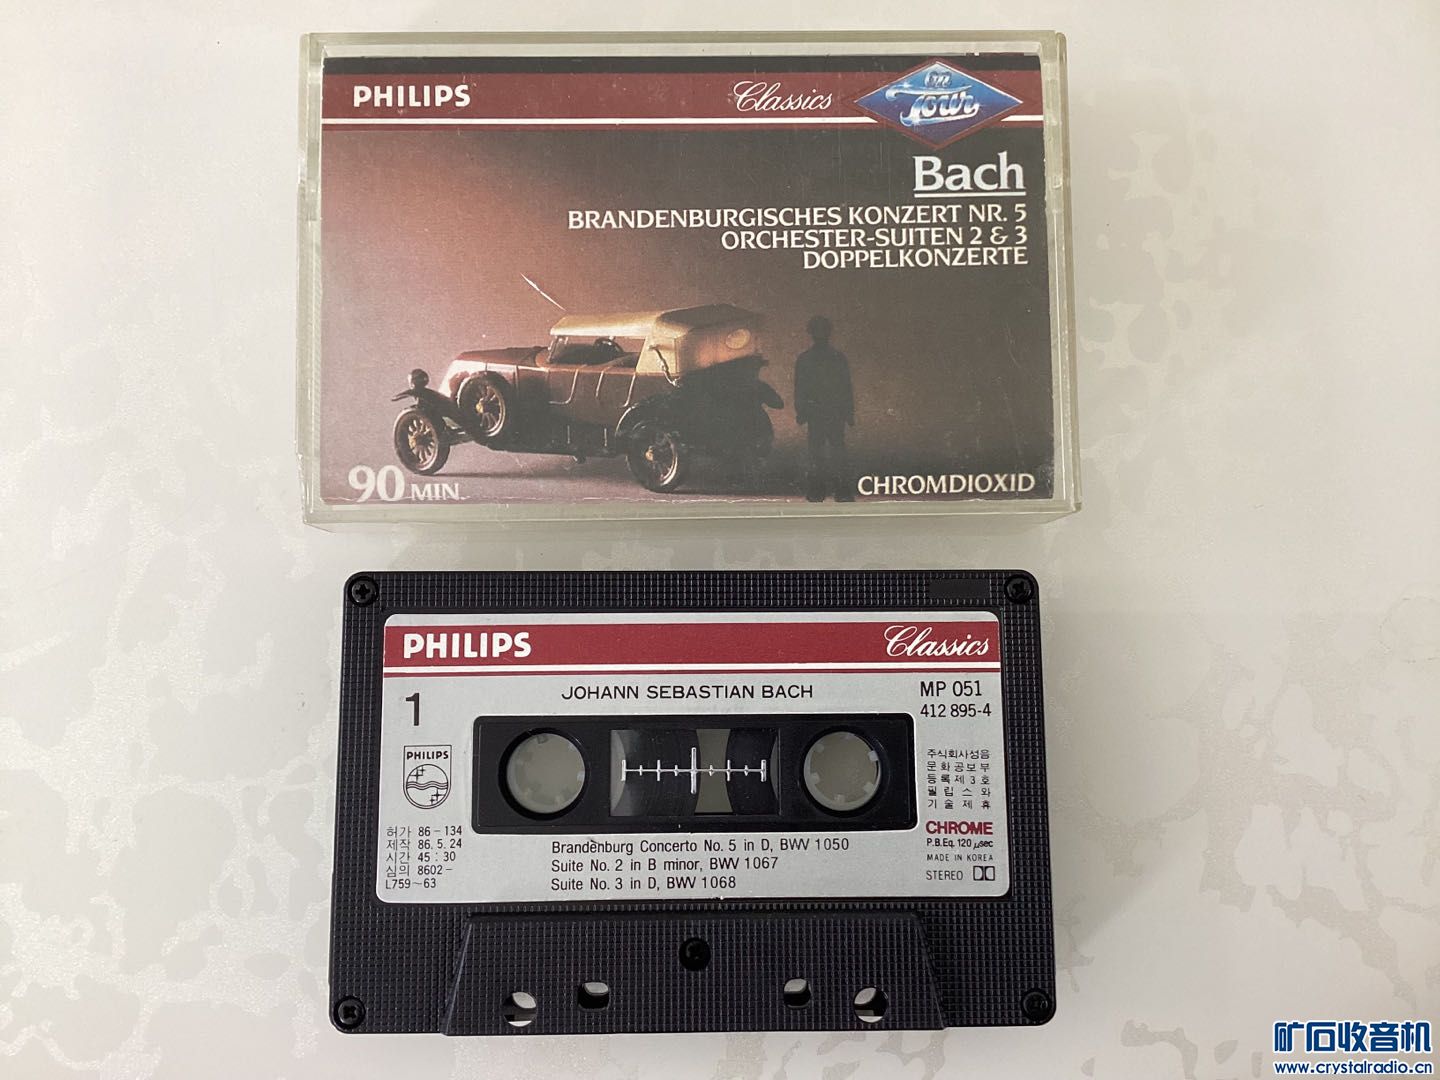 PHILIPS
Classics
on Tour
Bach
BRANDENBURGISCHES KONZERT NR. 5
ORCHESTER-SUITEN 2 & 3
DOPPELKONZERTE
90 MIN.
CHROMDIOXID
PHILIPS
Classics
1
JOHANN SEBASTIAN BACH
MP 051
412 895-4
PHILIPS
주식회사성음
문화공보부
등록제3호
필립스와
기술제휴
허가 86-134
제작 86.5.24
시간 45:30
심의 8602-
L759~63
CHROME
P.B.Eq. 120 μsec
MADE IN KOREA
STEREO
Brandenburg Concerto No. 5 in D, BWV 1050
Suite No. 2 in B minor, BWV 1067
Suite No. 3 in D, BWV 1068
矿石收音机
www.crystalradio.cn